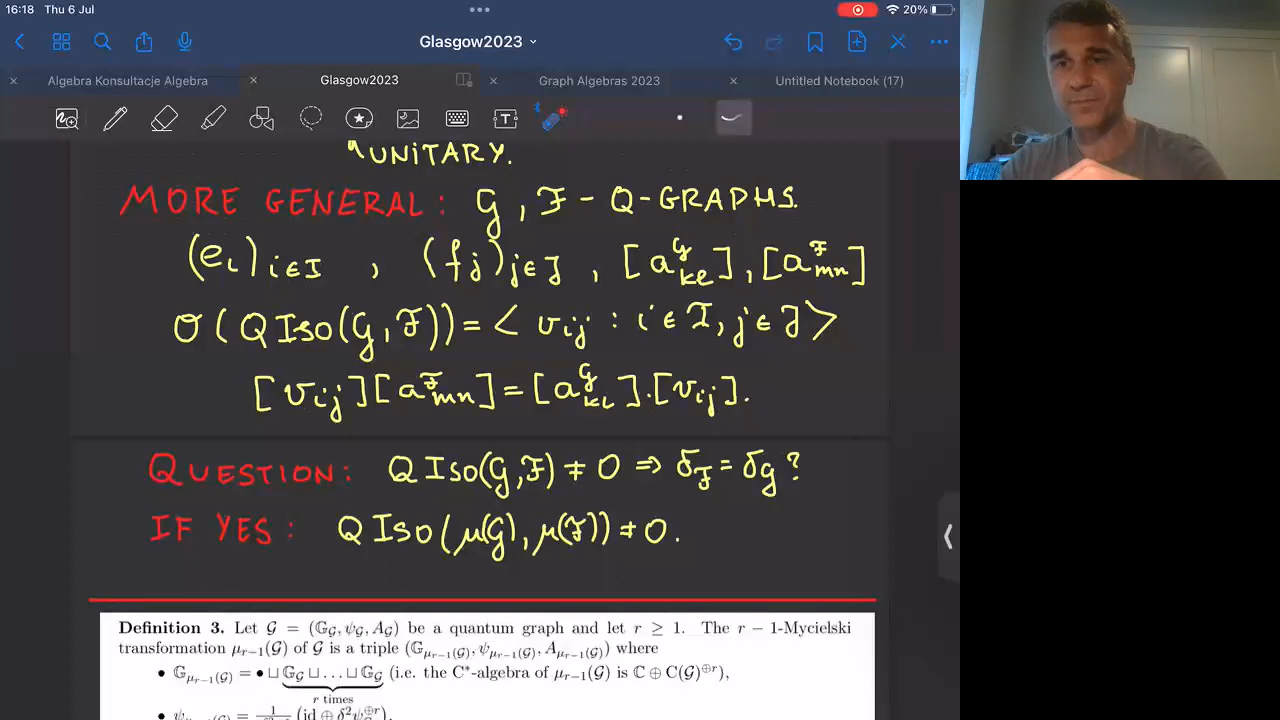 16:18 Thu 6 Jul 20%
Glasgow2023
Algebra Konsultacje Algebra Glasgow2023 Graph Algebras 2023 Untitled Notebook (17)
UNITARY.
MORE GENERAL: 𝒢, ℱ - Q-GRAPHS.
(e_i)_{i∈I}, (f_j)_{j∈J}, [a^𝒢_{kl}], [a^ℱ_{mn}]
O(QIso(𝒢,ℱ)) = < v_{ij} : i∈I, j∈J >
[v_{ij}][a^ℱ_{mn}] = [a^𝒢_{kl}]·[v_{ij}].
QUESTION: QIso(𝒢,ℱ) ≠ 0 ⇒ δ_ℱ = δ_𝒢?
IF YES: QIso(μ(𝒢), μ(ℱ)) ≠ 0.
Definition 3. Let 𝒢 = (𝔾_𝒢, ψ_𝒢, A_𝒢) be a quantum graph and let r ≥ 1. The r − 1-Mycielski
transformation μ_{r−1}(𝒢) of 𝒢 is a triple (𝔾_{μ_{r−1}(𝒢)}, ψ_{μ_{r−1}(𝒢)}, A_{μ_{r−1}(𝒢)}) where
• 𝔾_{μ_{r−1}(𝒢)} = • ⊔ 𝔾_𝒢 ⊔ … ⊔ 𝔾_𝒢 (i.e. the C*-algebra of μ_{r−1}(𝒢) is ℂ ⊕ C(𝒢)^{⊕r}),
r times